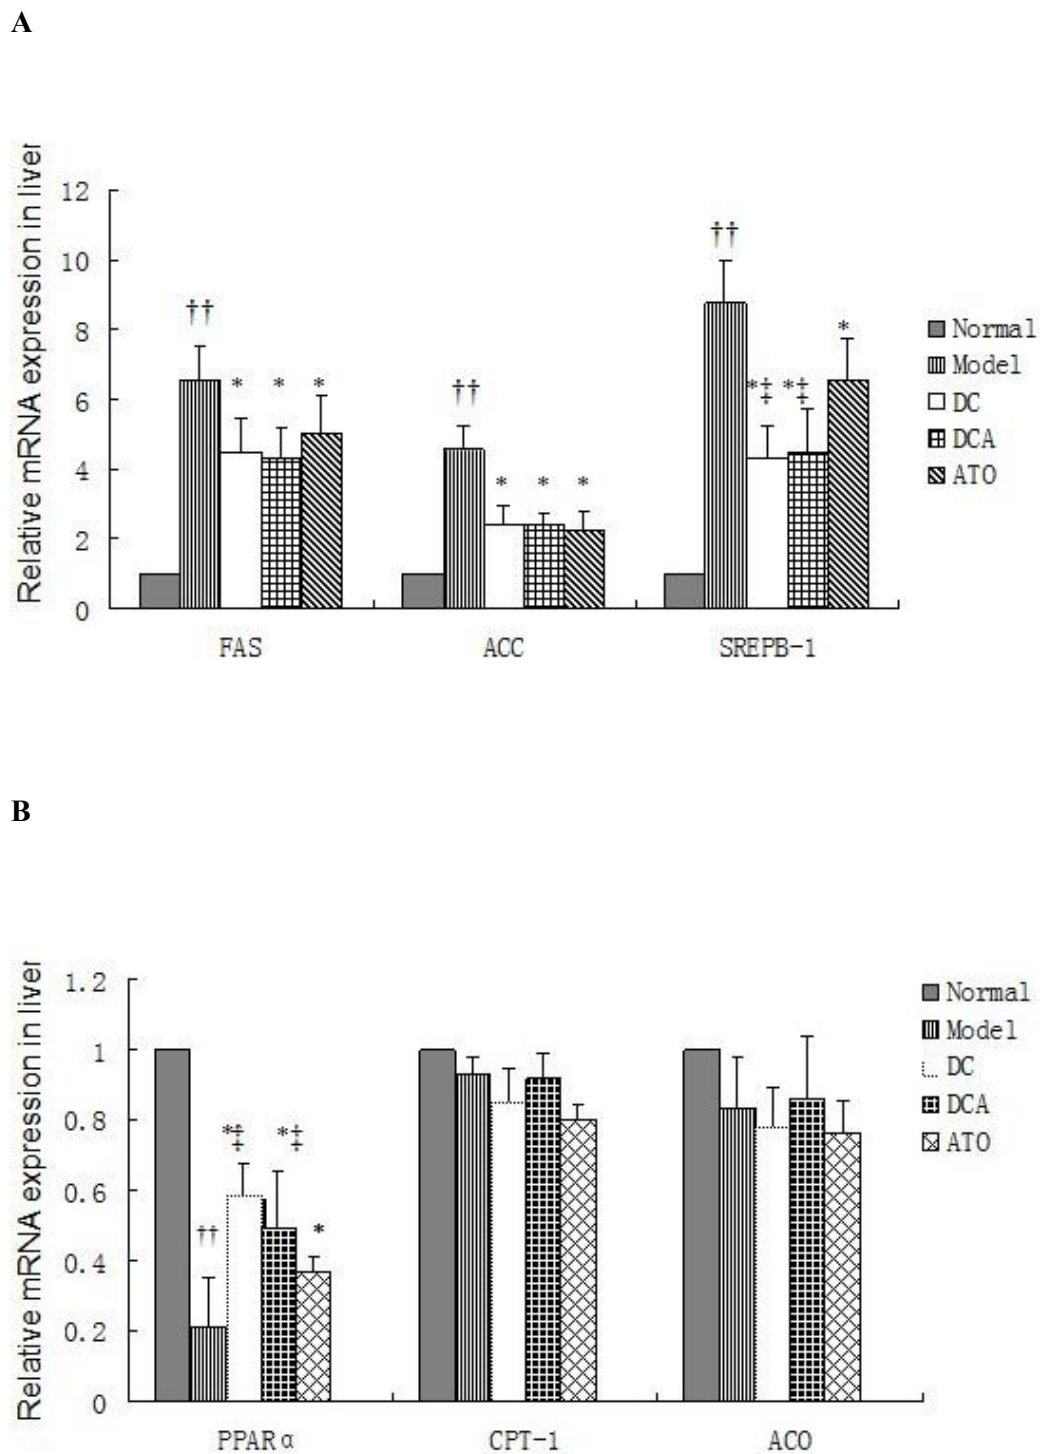 A
Relative mRNA expression in liver
12
10
8
6
4
2
0
††
* * *
††
* * *
††
*‡ *‡
*
FAS ACC SREPB-1
Normal
Model
DC
DCA
ATO
B
Relative mRNA expression in liver
1.2
1
0.8
0.6
0.4
0.2
0
††
*‡ *‡
*
PPARα CPT-1 ACO
Normal
Model
DC
DCA
ATO